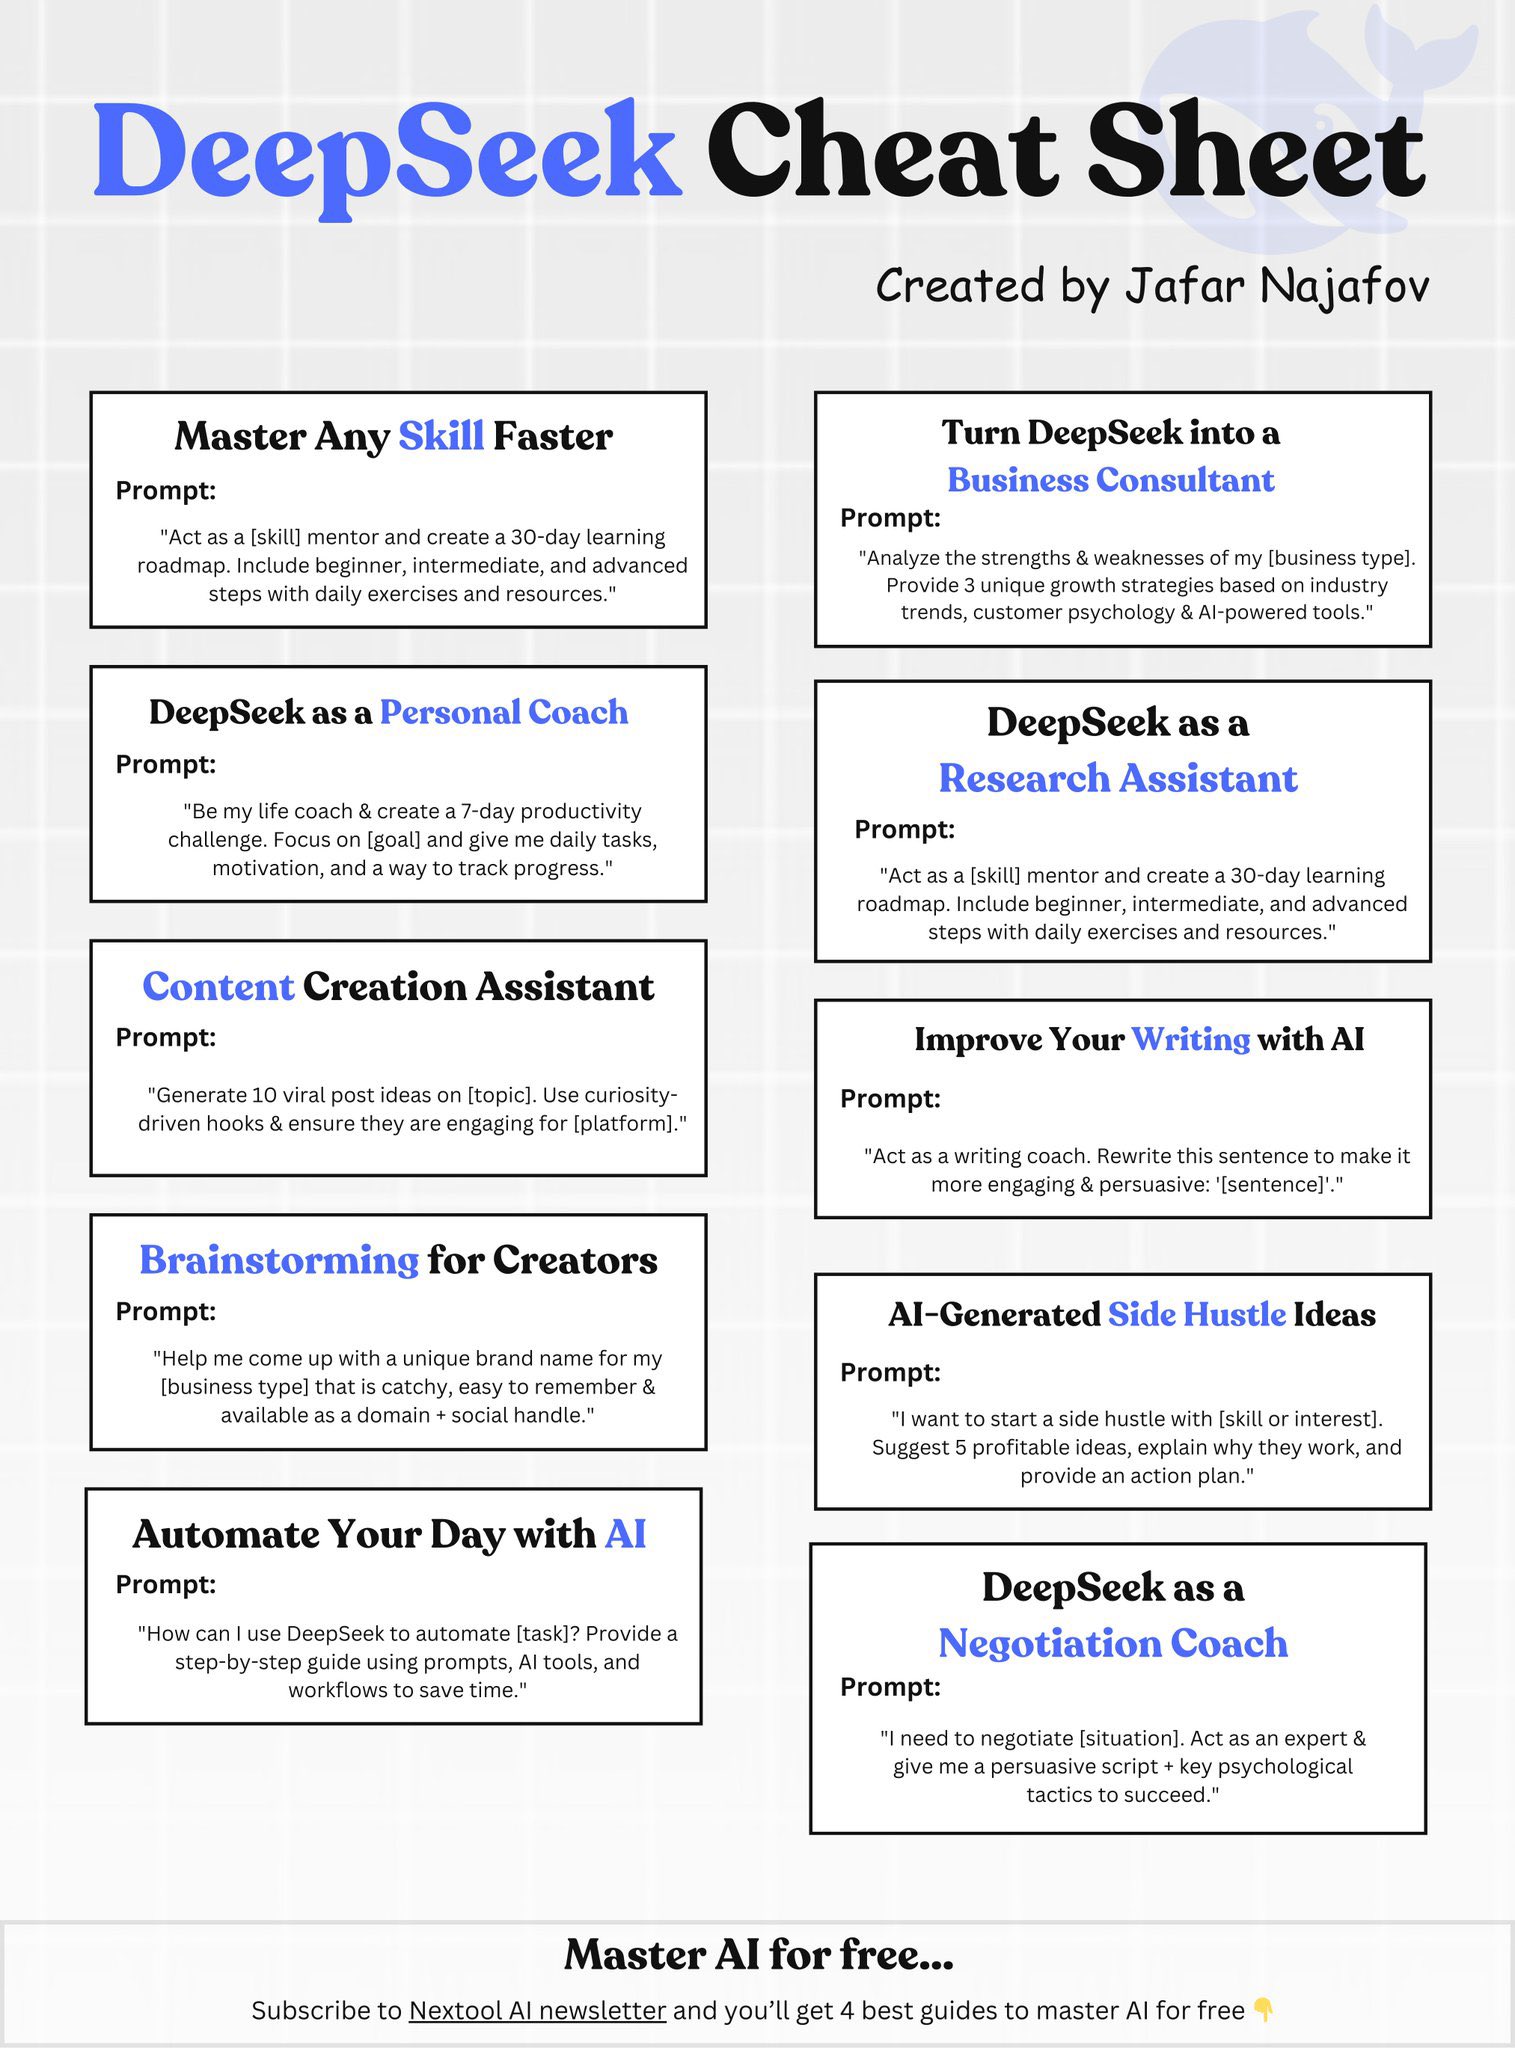 DeepSeek Cheat Sheet
Created by Jafar Najafov
Master Any Skill Faster
Prompt:
"Act as a [skill] mentor and create a 30-day learning
roadmap. Include beginner, intermediate, and advanced
steps with daily exercises and resources."
DeepSeek as a Personal Coach
Prompt:
"Be my life coach & create a 7-day productivity
challenge. Focus on [goal] and give me daily tasks,
motivation, and a way to track progress."
Content Creation Assistant
Prompt:
"Generate 10 viral post ideas on [topic]. Use curiosity-
driven hooks & ensure they are engaging for [platform]."
Brainstorming for Creators
Prompt:
"Help me come up with a unique brand name for my
[business type] that is catchy, easy to remember &
available as a domain + social handle."
Automate Your Day with AI
Prompt:
"How can I use DeepSeek to automate [task]? Provide a
step-by-step guide using prompts, AI tools, and
workflows to save time."
Turn DeepSeek into a
Business Consultant
Prompt:
"Analyze the strengths & weaknesses of my [business type].
Provide 3 unique growth strategies based on industry
trends, customer psychology & AI-powered tools."
DeepSeek as a
Research Assistant
Prompt:
"Act as a [skill] mentor and create a 30-day learning
roadmap. Include beginner, intermediate, and advanced
steps with daily exercises and resources."
Improve Your Writing with AI
Prompt:
"Act as a writing coach. Rewrite this sentence to make it
more engaging & persuasive: '[sentence]'."
AI-Generated Side Hustle Ideas
Prompt:
"I want to start a side hustle with [skill or interest].
Suggest 5 profitable ideas, explain why they work, and
provide an action plan."
DeepSeek as a
Negotiation Coach
Prompt:
"I need to negotiate [situation]. Act as an expert &
give me a persuasive script + key psychological
tactics to succeed."
Master AI for free...
Subscribe to Nextool AI newsletter and you’ll get 4 best guides to master AI for free 👇